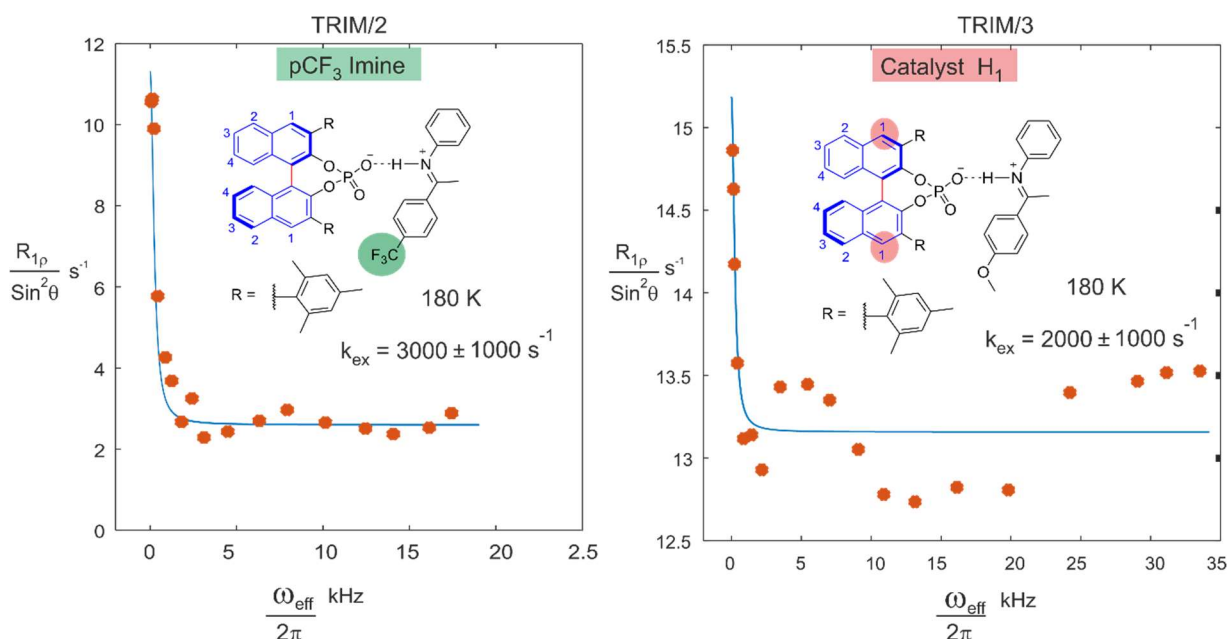 TRIM/2
pCF3 Imine
R1ρ
Sin²θ
s-1
12
10
8
6
4
2
0
0
5
10
15
20
2.5
ωeff
2π
kHz
1
2
3
4
R
O
O
P
O
O-
H
N+
4
3
2
1
R
F3C
R =
180 K
kex = 3000 ± 1000 s-1
TRIM/3
Catalyst H1
R1ρ
Sin²θ
s-1
15.5
15
14.5
14
13.5
13
12.5
0
5
10
15
20
25
30
35
ωeff
2π
kHz
1
2
3
4
R
O
O
P
O
O-
H
N+
4
3
2
1
R
O
R =
180 K
kex = 2000 ± 1000 s-1